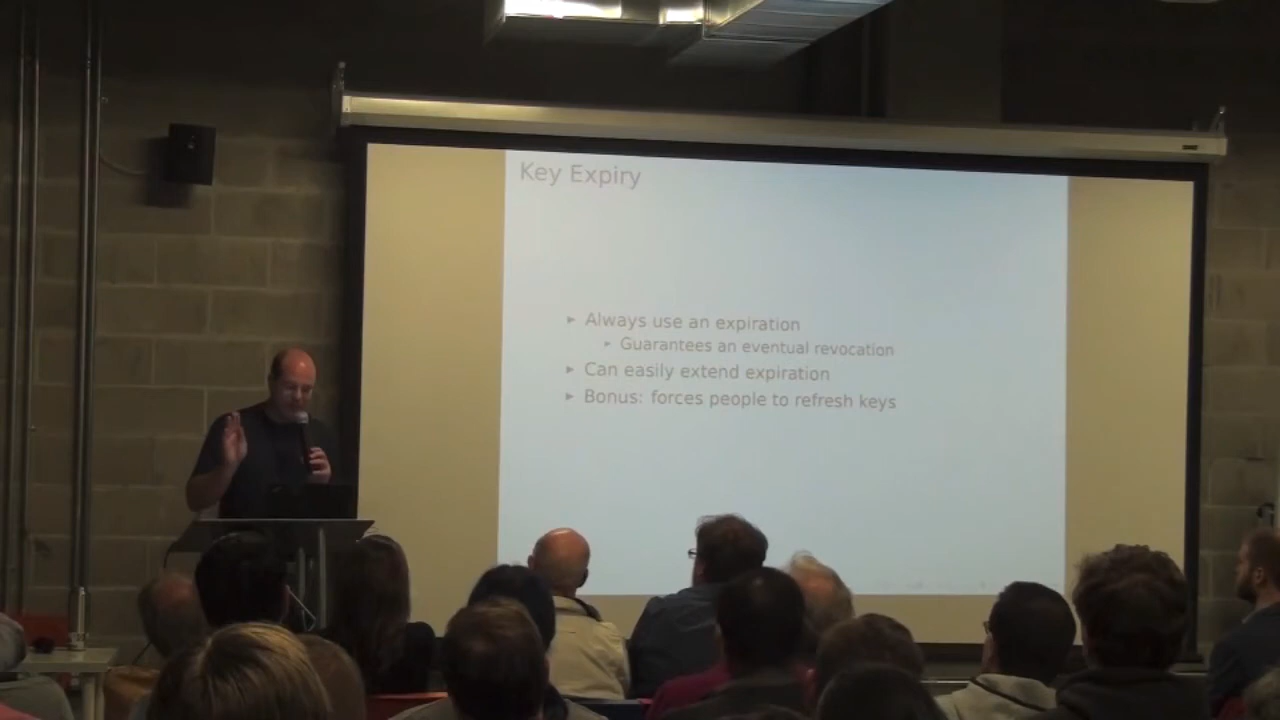 Key Expiry
▸ Always use an expiration
▸ Guarantees an eventual revocation
▸ Can easily extend expiration
▸ Bonus: forces people to refresh keys